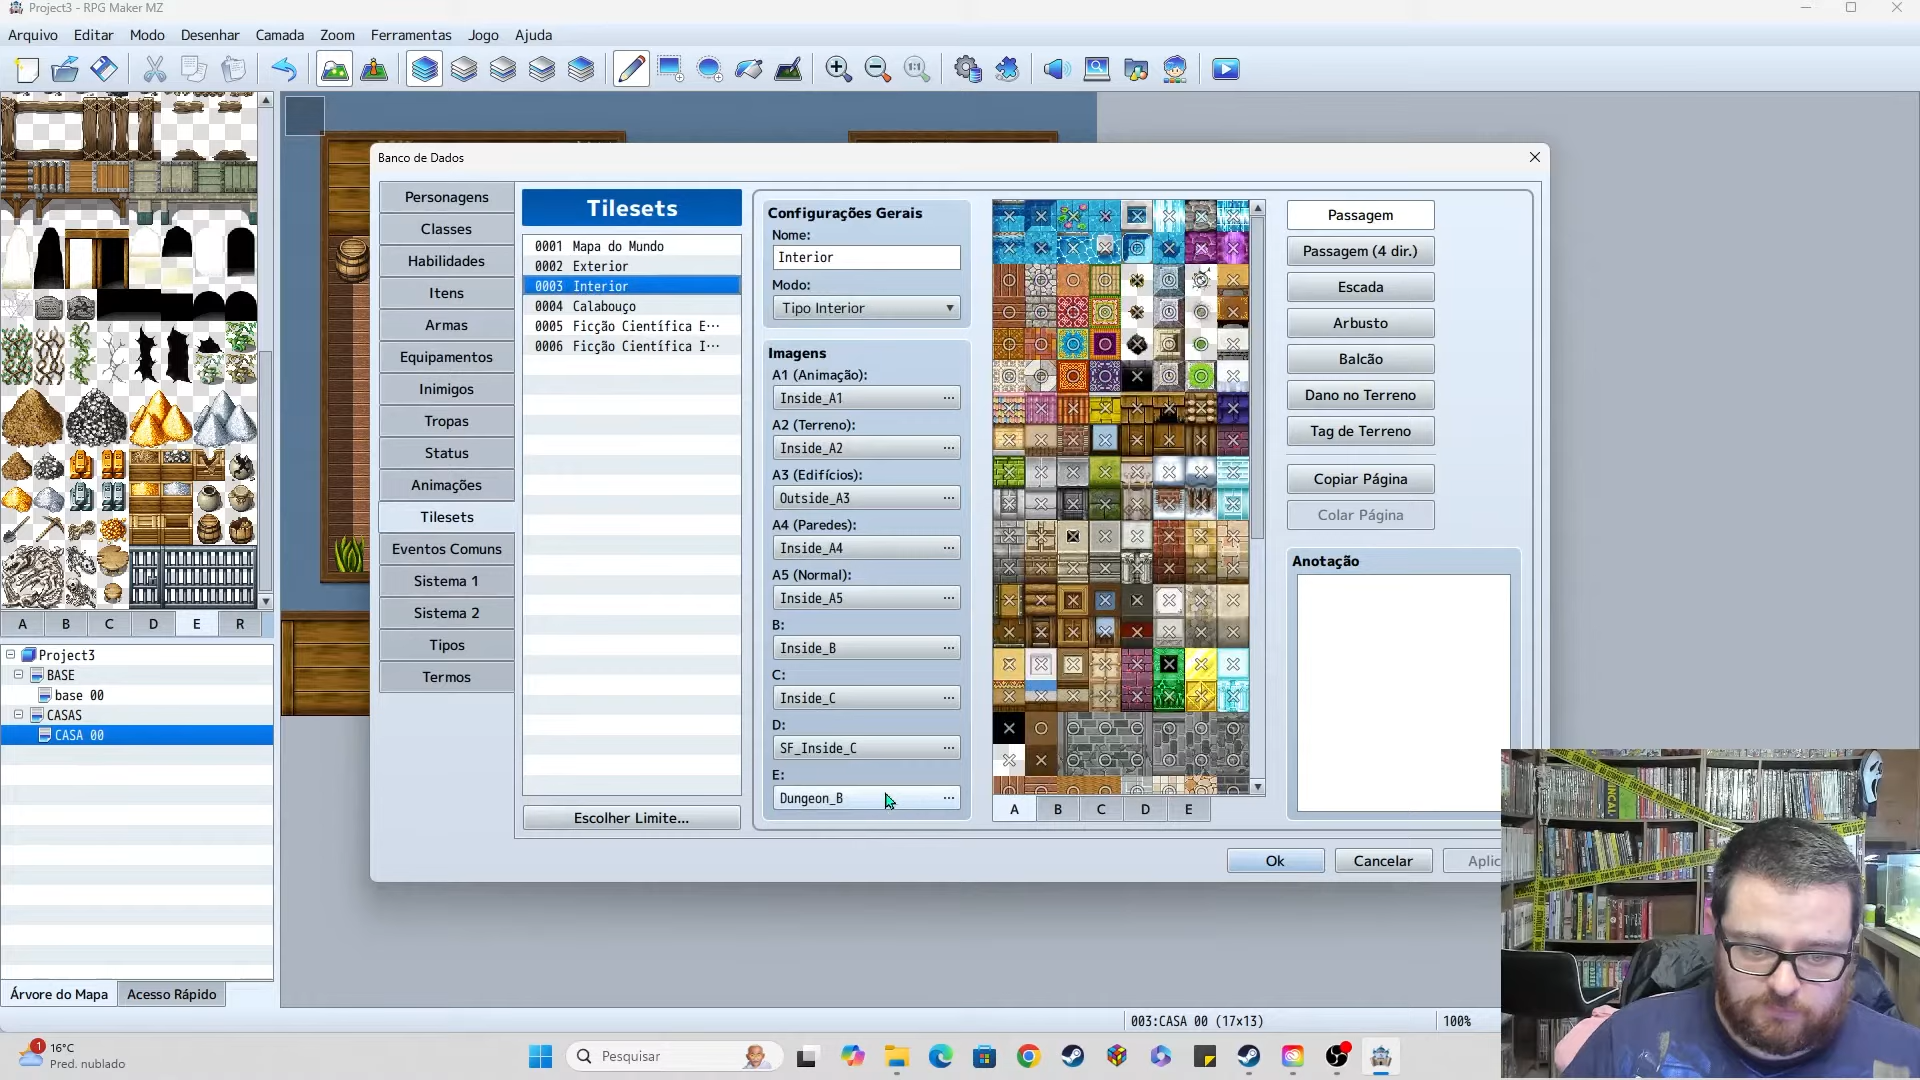 Project3 - RPG Maker MZ
Arquivo Editar Modo Desenhar Camada Zoom Ferramentas Jogo Ajuda
1:1
Banco de Dados
Personagens
Classes
Habilidades
Itens
Armas
Equipamentos
Inimigos
Tropas
Status
Animações
Tilesets
Eventos Comuns
Sistema 1
Sistema 2
Tipos
Termos
Tilesets
0001 Mapa do Mundo
0002 Exterior
0003 Interior
0004 Calabouço
0005 Ficção Científica E…
0006 Ficção Científica I…
Escolher Limite...
Configurações Gerais
Nome:
Interior
Modo:
Tipo Interior
Imagens
A1 (Animação):
Inside_A1 ...
A2 (Terreno):
Inside_A2 ...
A3 (Edifícios):
Outside_A3 ...
A4 (Paredes):
Inside_A4 ...
A5 (Normal):
Inside_A5 ...
B:
Inside_B ...
C:
Inside_C ...
D:
SF_Inside_C ...
E:
Dungeon_B ...
A B C D E
Passagem
Passagem (4 dir.)
Escada
Arbusto
Balcão
Dano no Terreno
Tag de Terreno
Copiar Página
Colar Página
Anotação
Ok Cancelar Aplic
A B C D E R
Project3
BASE
base 00
CASAS
CASA 00
Árvore do Mapa Acesso Rápido
003:CASA 00 (17×13) 100%
1
16°C
Pred. nublado
Pesquisar